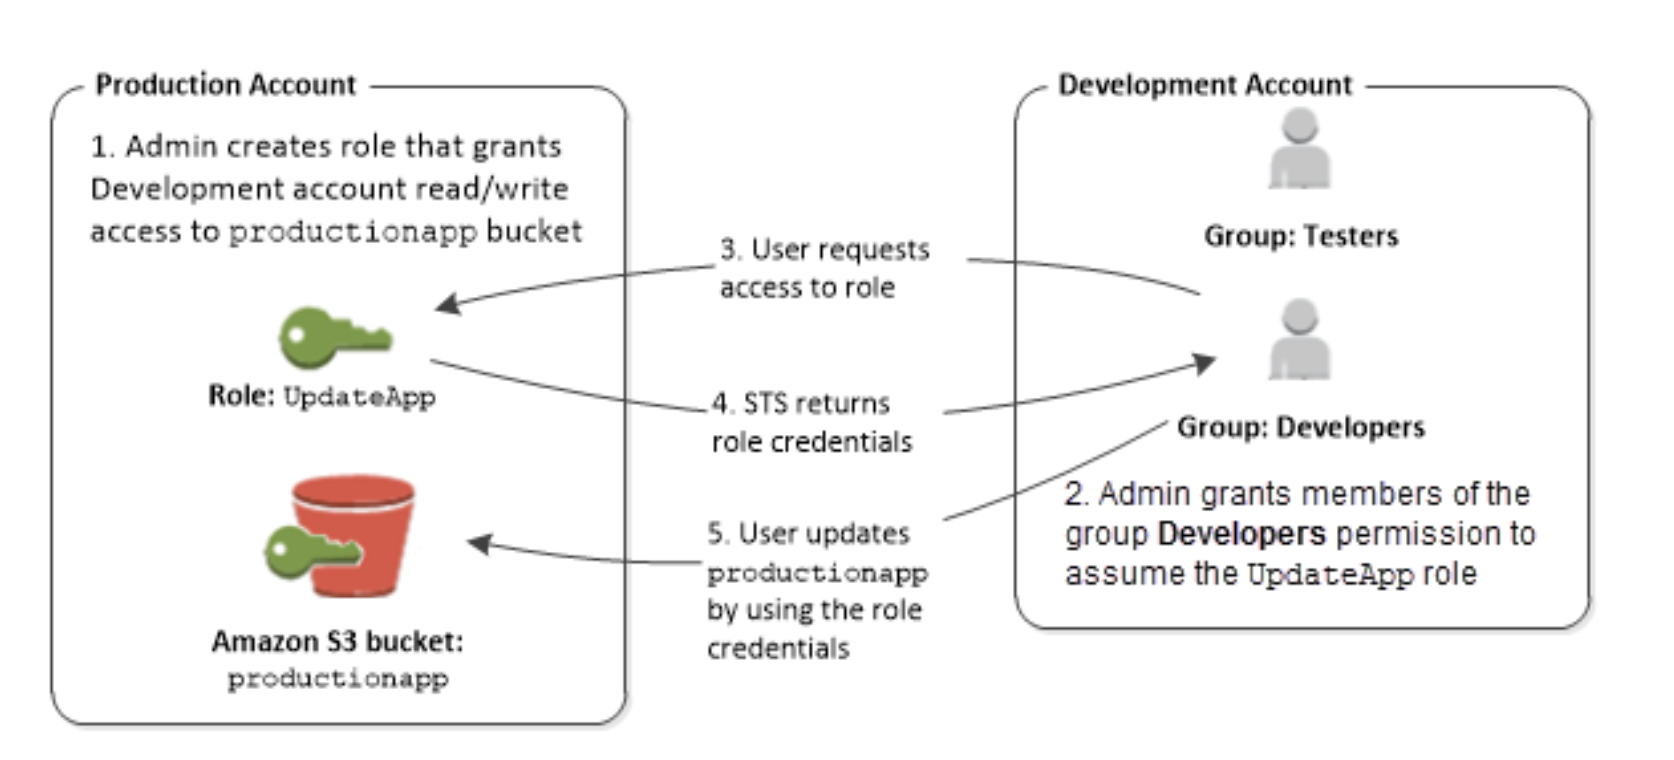 Production Account
1. Admin creates role that grants
Development account read/write
access to productionapp bucket
Role: UpdateApp
Amazon S3 bucket:
productionapp
3. User requests
access to role
4. STS returns
role credentials
5. User updates
productionapp
by using the role
credentials
Development Account
Group: Testers
Group: Developers
2. Admin grants members of the
group Developers permission to
assume the UpdateApp role